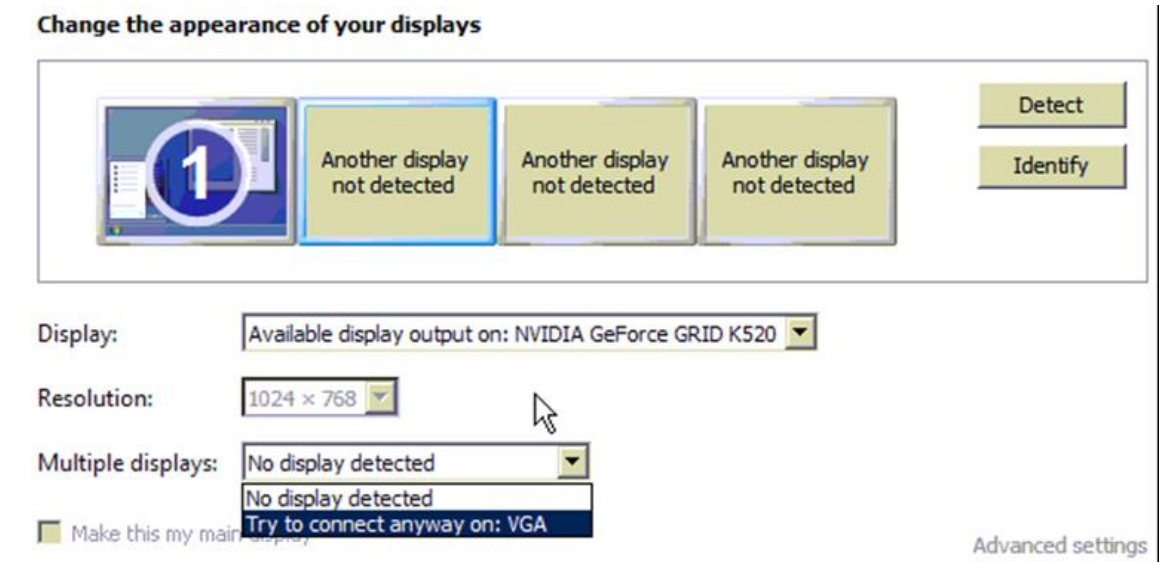 Change the appearance of your displays
1
Another display
not detected
Another display
not detected
Another display
not detected
Detect
Identify
Display:
Available display output on: NVIDIA GeForce GRID K520
Resolution:
1024 × 768
Multiple displays:
No display detected
No display detected
Try to connect anyway on: VGA
Make this my main display
Advanced settings